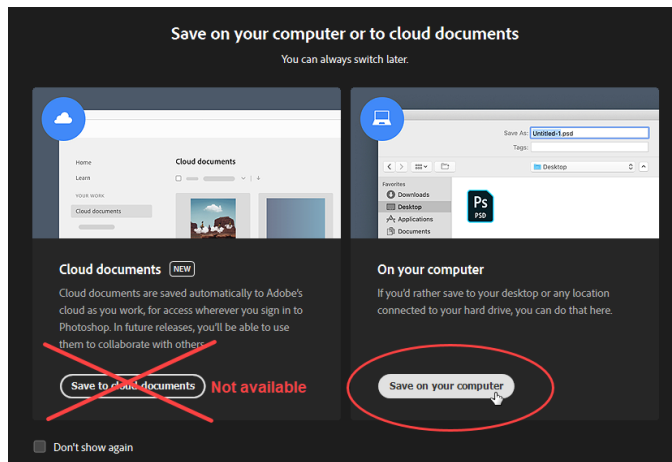 Save on your computer or to cloud documents
You can always switch later.
Home
Learn
YOUR WORK
Cloud documents
Cloud documents
Save As: Untitled-1.psd
Tags:
Desktop
Favorites
Downloads
Desktop
Applications
Documents
Ps
PSD
Cloud documents NEW
Cloud documents are saved automatically to Adobe's
cloud as you work, for access wherever you sign in to
Photoshop. In future releases, you'll be able to use
them to collaborate with others.
Save to cloud documents
Not available
On your computer
If you'd rather save to your desktop or any location
connected to your hard drive, you can do that here.
Save on your computer
Don't show again